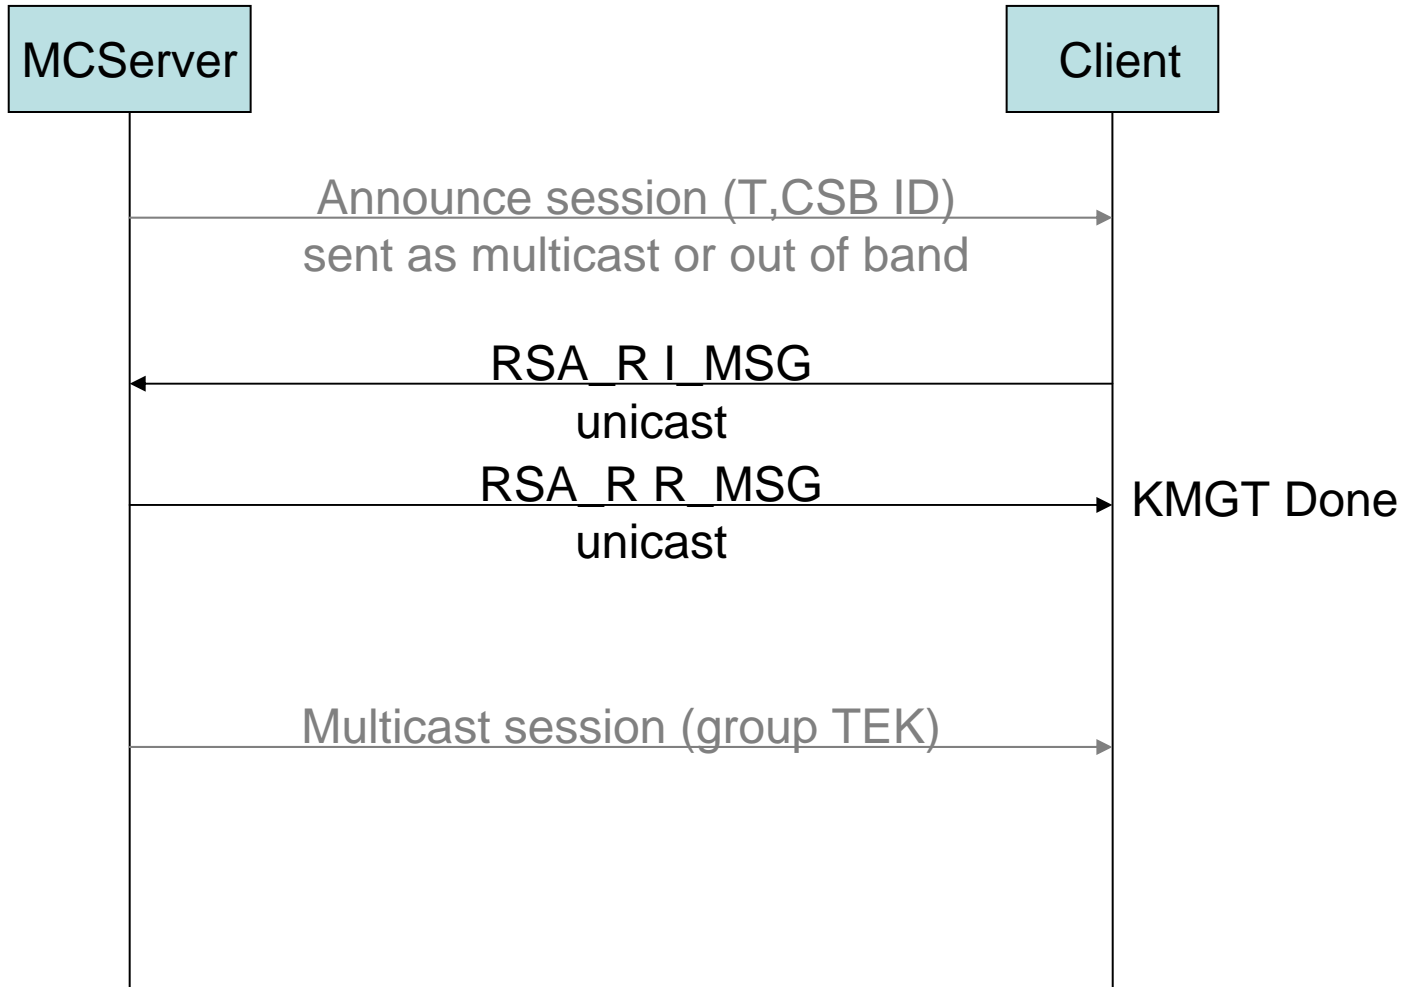 MCServer
Client
Announce session (T,CSB ID)
sent as multicast or out of band
RSA_R I_MSG
unicast
RSA_R R_MSG
KMGT Done
unicast
Multicast session (group TEK)